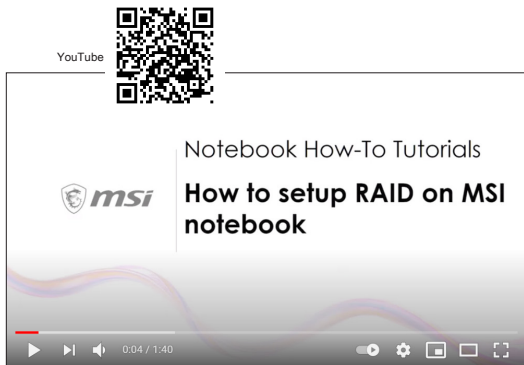 YouTube
Notebook How-To Tutorials
msi
How to setup RAID on MSI
notebook
0:04 / 1:40